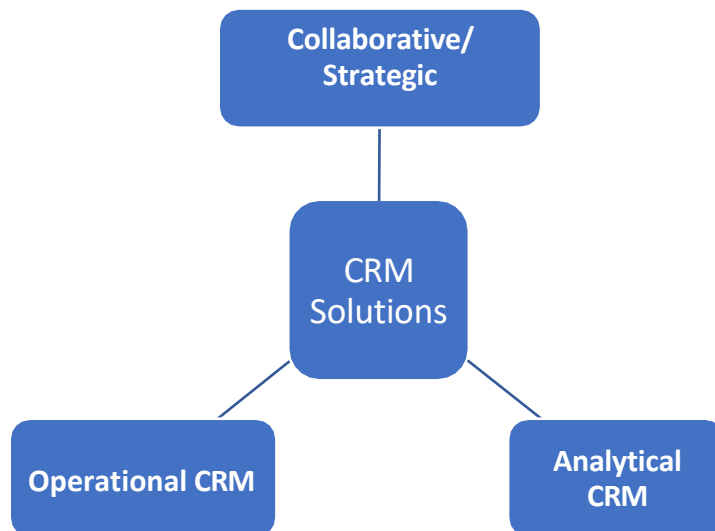 Collaborative/
Strategic
CRM
Solutions
Operational CRM
Analytical
CRM